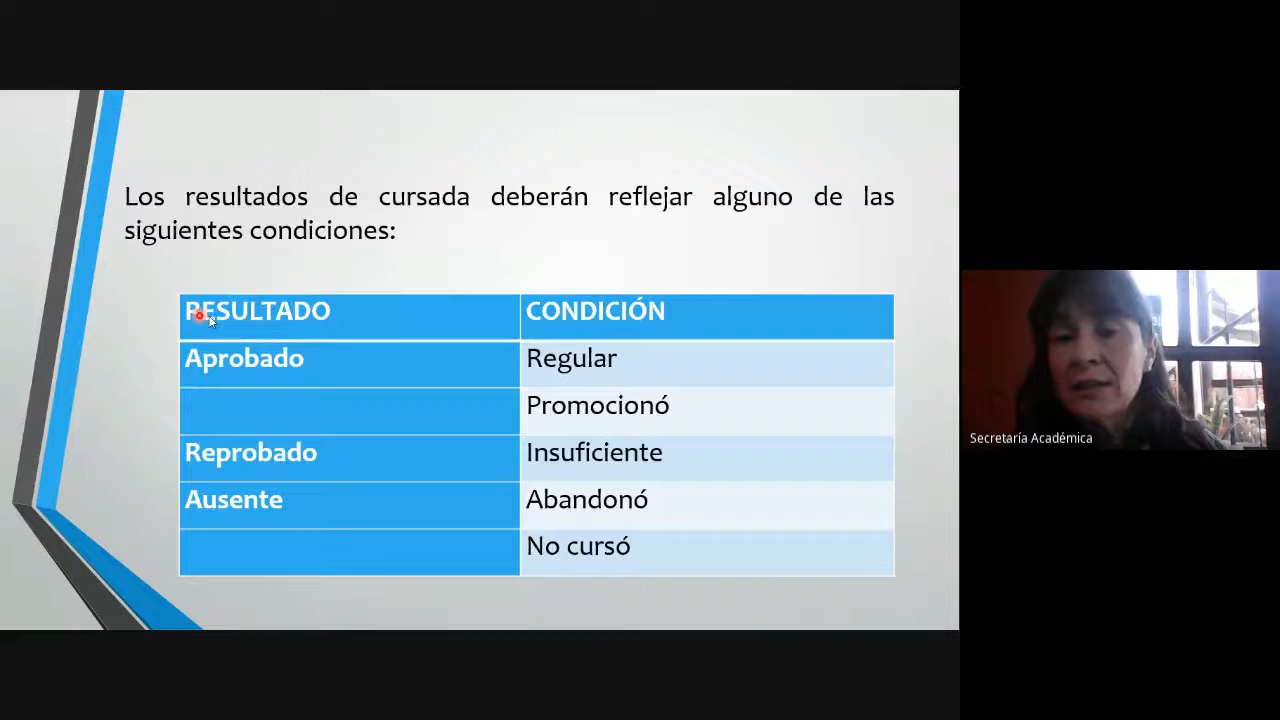 Los resultados de cursada deberán reflejar alguno de las
siguientes condiciones:
RESULTADO CONDICIÓN
Aprobado Regular
Promocionó
Reprobado Insuficiente
Ausente Abandonó
No cursó
Secretaría Académica